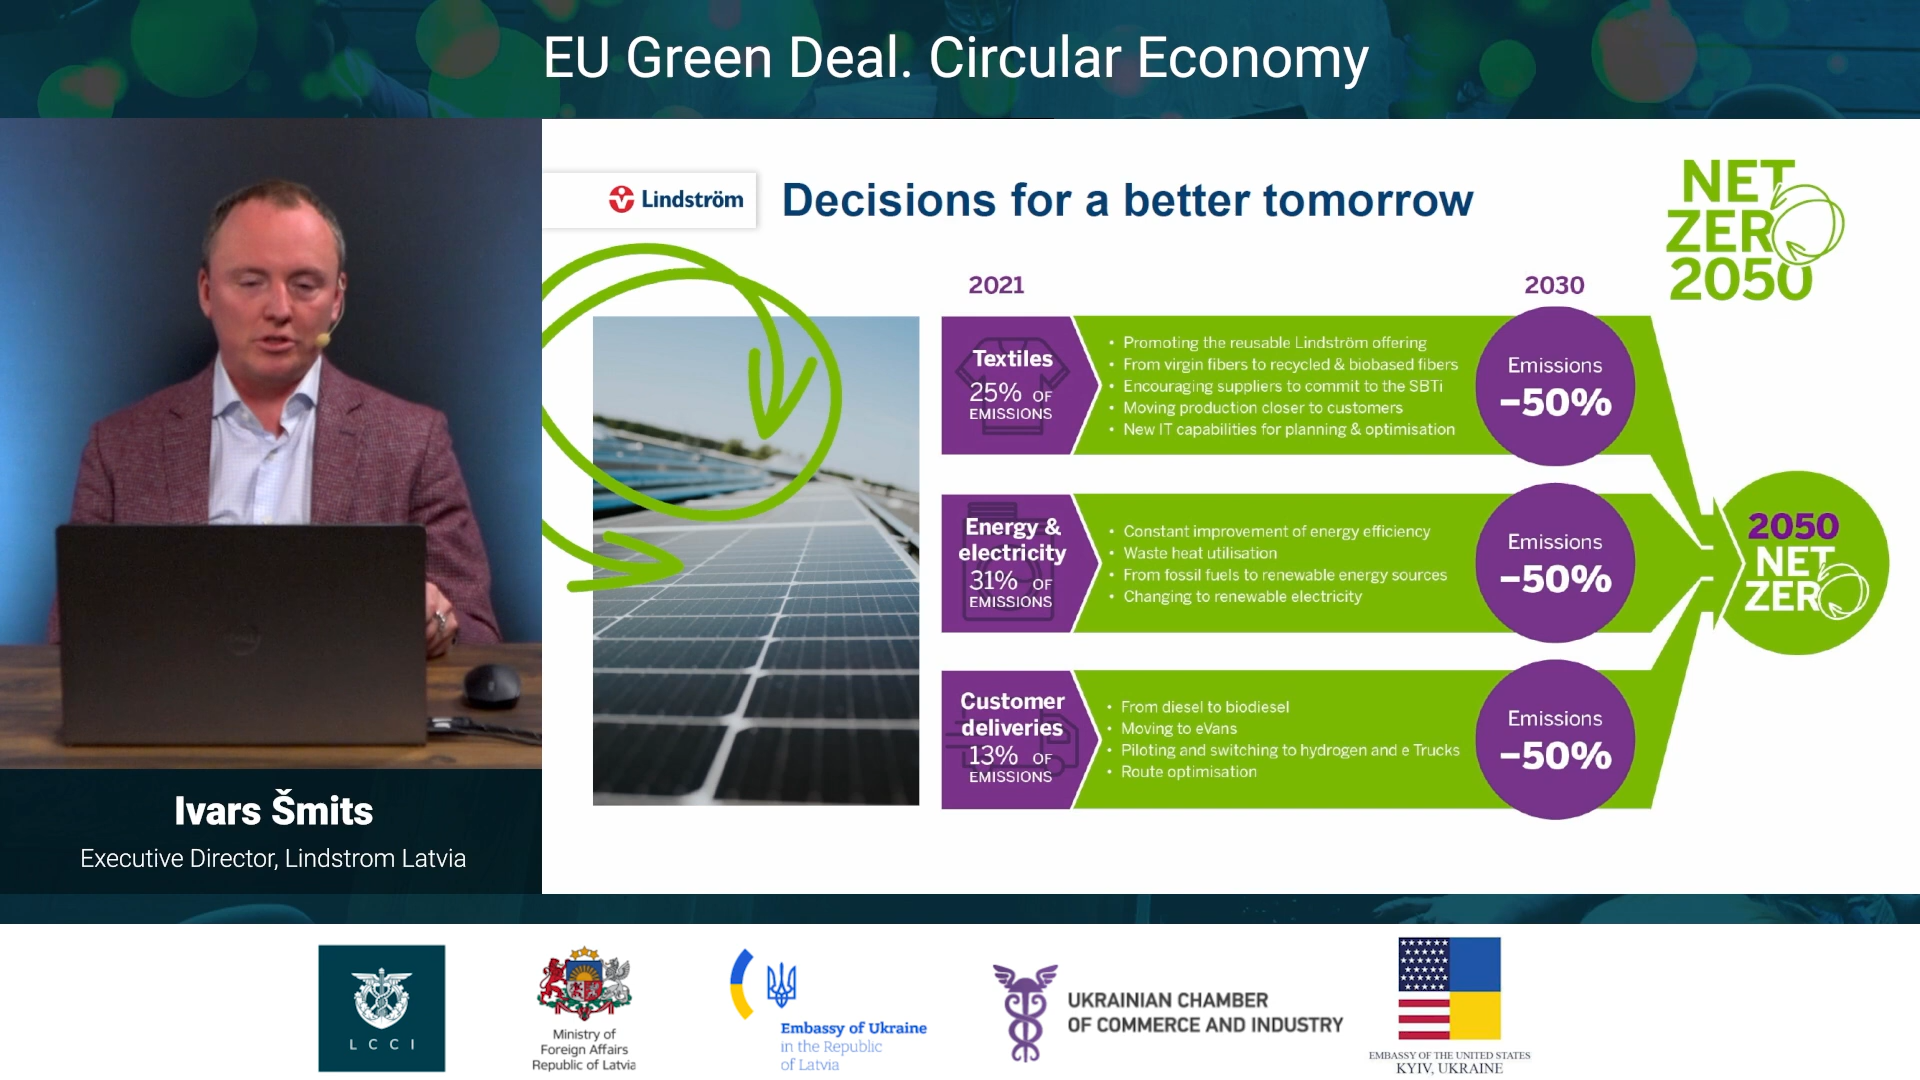 EU Green Deal. Circular Economy
Lindström
Decisions for a better tomorrow
NET
ZERO
2050
2021
2030
Textiles
25% OF
EMISSIONS
• Promoting the reusable Lindström offering
• From virgin fibers to recycled & biobased fibers
• Encouraging suppliers to commit to the SBTi
• Moving production closer to customers
• New IT capabilities for planning & optimisation
Emissions
–50%
Energy &
electricity
31% OF
EMISSIONS
• Constant improvement of energy efficiency
• Waste heat utilisation
• From fossil fuels to renewable energy sources
• Changing to renewable electricity
Emissions
–50%
2050
NET
ZERO
Customer
deliveries
13% OF
EMISSIONS
• From diesel to biodiesel
• Moving to eVans
• Piloting and switching to hydrogen and e Trucks
• Route optimisation
Emissions
–50%
Ivars Šmits
Executive Director, Lindstrom Latvia
LCCI
Ministry of
Foreign Affairs
Republic of Latvia
Embassy of Ukraine
in the Republic
of Latvia
UKRAINIAN CHAMBER
OF COMMERCE AND INDUSTRY
EMBASSY OF THE UNITED STATES
KYIV, UKRAINE